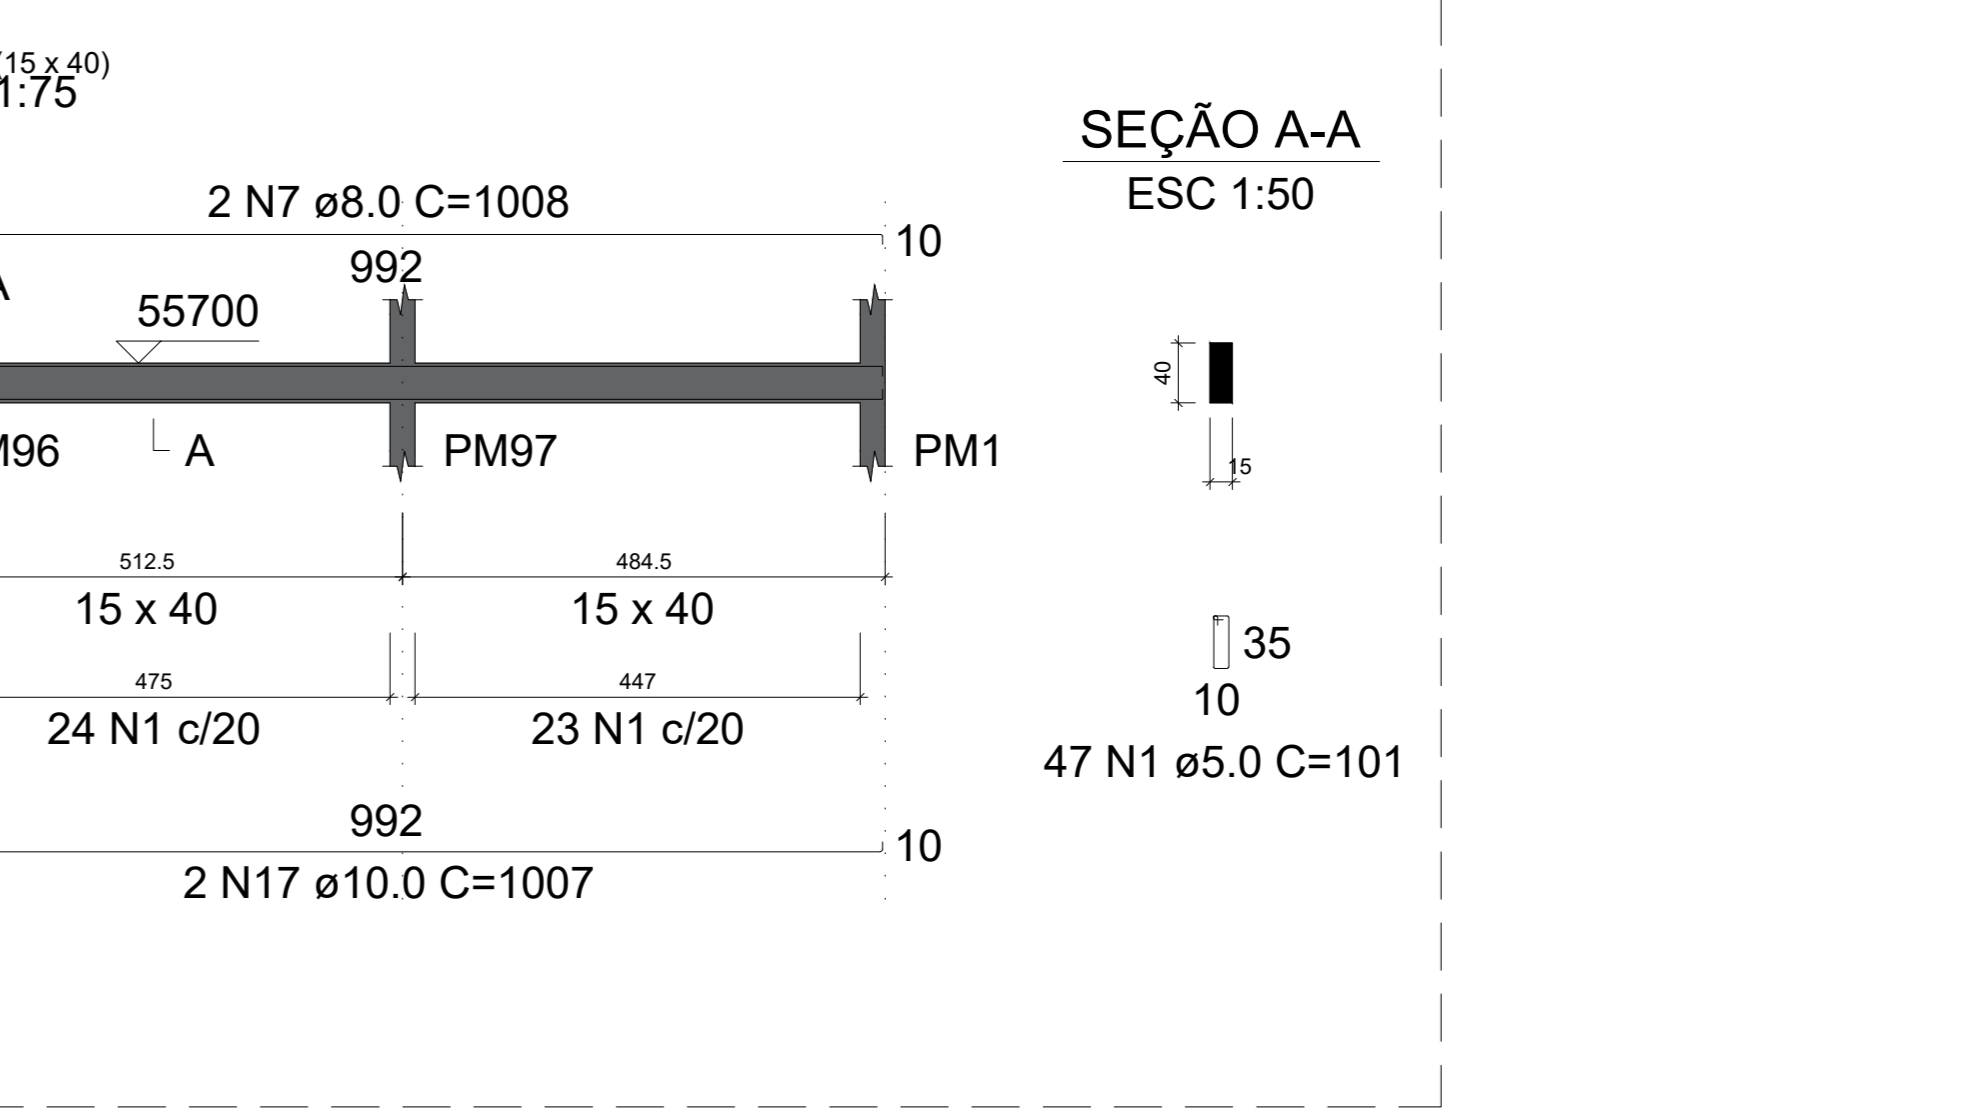 (15 x 40)
1:75
SEÇÃO A-A
ESC 1:50
2 N7 ø8.0 C=1008
10
992
A
55700
40
15
M96
A
PM97
PM1
512.5
484.5
15 x 40
15 x 40
35
10
475
447
24 N1 c/20
23 N1 c/20
47 N1 ø5.0 C=101
992
10
2 N17 ø10.0 C=1007